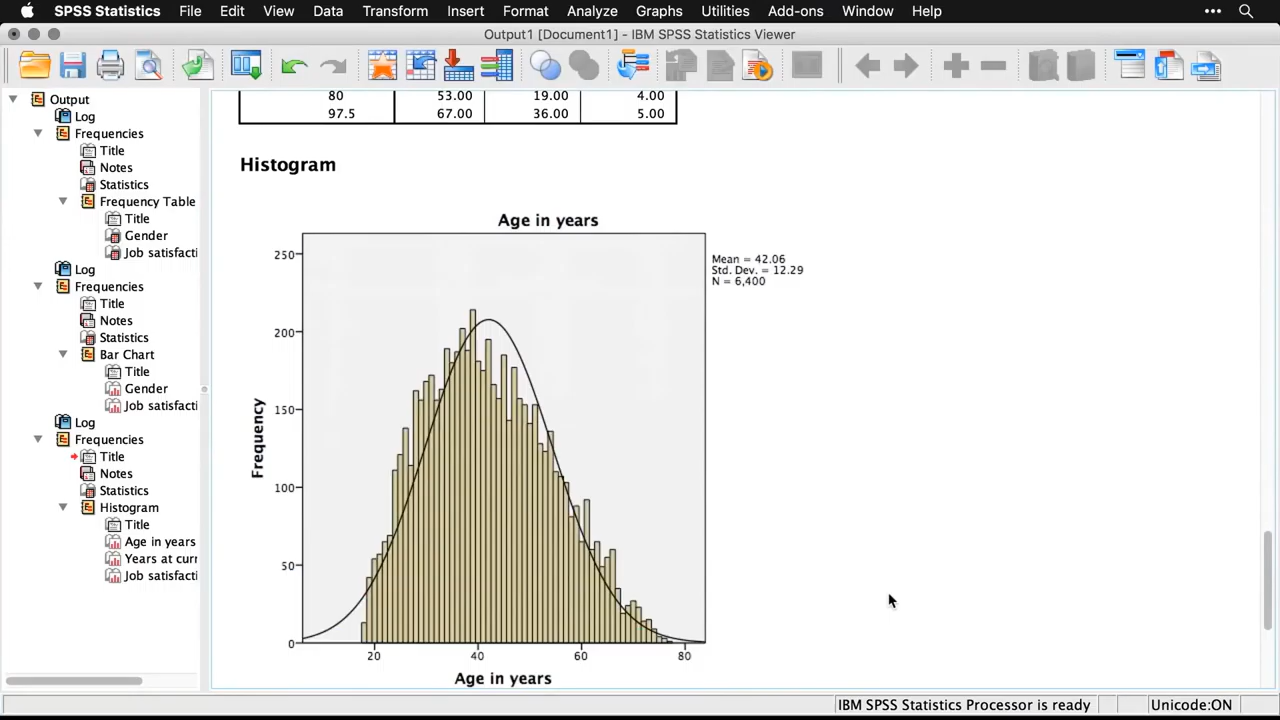 SPSS Statistics File Edit View Data Transform Insert Format Analyze Graphs Utilities Add-ons Window Help
Output1 [Document1] - IBM SPSS Statistics Viewer
Output
Log
Frequencies
Title
Notes
Statistics
Frequency Table
Title
Gender
Job satisfacti
Log
Frequencies
Title
Notes
Statistics
Bar Chart
Title
Gender
Job satisfacti
Log
Frequencies
Title
Notes
Statistics
Histogram
Title
Age in years
Years at curr
Job satisfacti
80 53.00 19.00 4.00
97.5 67.00 36.00 5.00
Histogram
Age in years
Mean = 42.06
Std. Dev. = 12.29
N = 6,400
Frequency
250
200
150
100
50
0
20 40 60 80
Age in years
IBM SPSS Statistics Processor is ready Unicode:ON